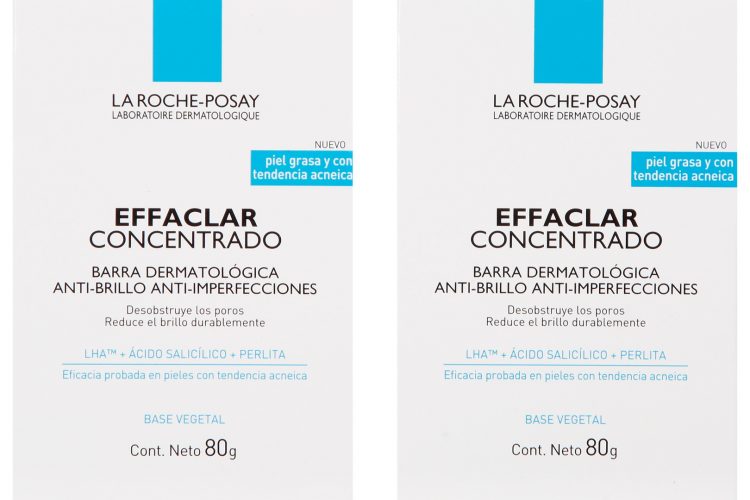 LA ROCHE-POSAY
LABORATOIRE DERMATOLOGIQUE
NUEVO
piel grasa y con
tendencia acneica
EFFACLAR
CONCENTRADO
BARRA DERMATOLÓGICA
ANTI-BRILLO ANTI-IMPERFECCIONES
Desobstruye los poros
Reduce el brillo durablemente
LHA™ + ÁCIDO SALICÍLICO + PERLITA
Eficacia probada en pieles con tendencia acneica
BASE VEGETAL
Cont. Neto 80g
LA ROCHE-POSAY
LABORATOIRE DERMATOLOGIQUE
NUEVO
piel grasa y con
tendencia acneica
EFFACLAR
CONCENTRADO
BARRA DERMATOLÓGICA
ANTI-BRILLO ANTI-IMPERFECCIONES
Desobstruye los poros
Reduce el brillo durablemente
LHA™ + ÁCIDO SALICÍLICO + PERLITA
Eficacia probada en pieles con tendencia acneica
BASE VEGETAL
Cont. Neto 80g